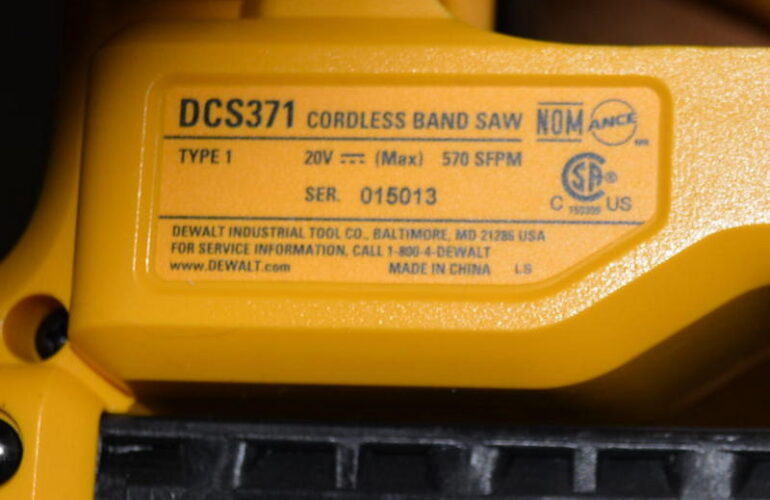 DCS371 CORDLESS BAND SAW NOM ANCE
TYPE 1 20V (Max) 570 SFPM
SER. 015013
SA ®
C US
DEWALT INDUSTRIAL TOOL CO., BALTIMORE, MD 21286 USA
FOR SERVICE INFORMATION, CALL 1-800-4-DEWALT
www.DEWALT.com MADE IN CHINA LS